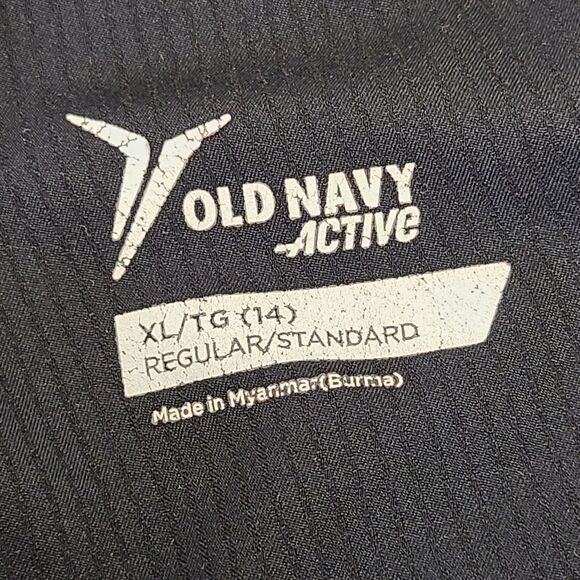 OLD NAVY
ACTIVE
XL/TG (14)
REGULAR/STANDARD
Made in Myanmar(Burma)